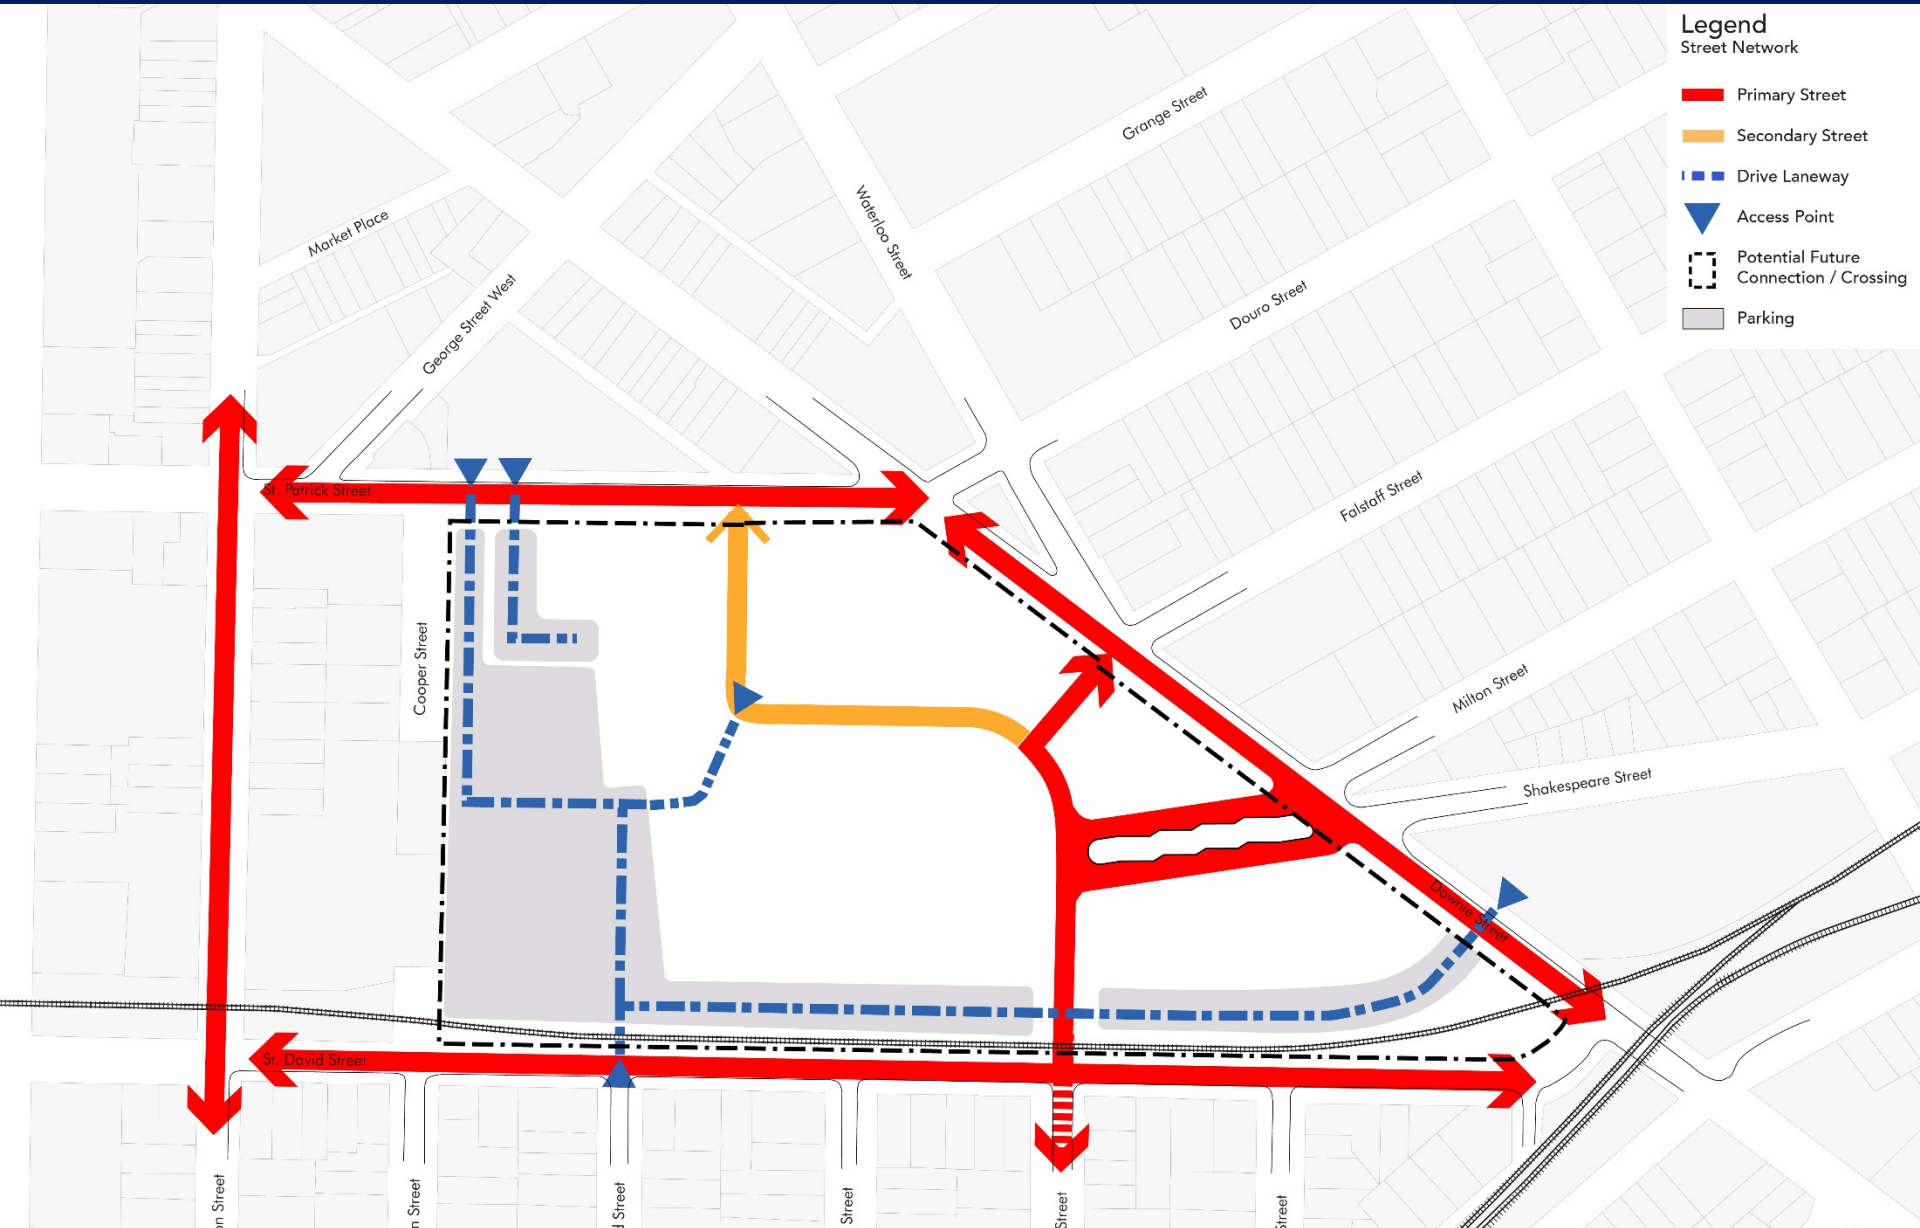 Legend
Street Network
Primary Street
Secondary Street
Drive Laneway
Access Point
Potential Future
Connection / Crossing
Parking
Grange Street
Waterloo Street
Market Place
George Street West
Douro Street
Falstaff Street
St. Patrick Street
Cooper Street
Milton Street
Shakespeare Street
Downie Street
St. David Street
on Street
n Street
d Street
Street
Street
Street